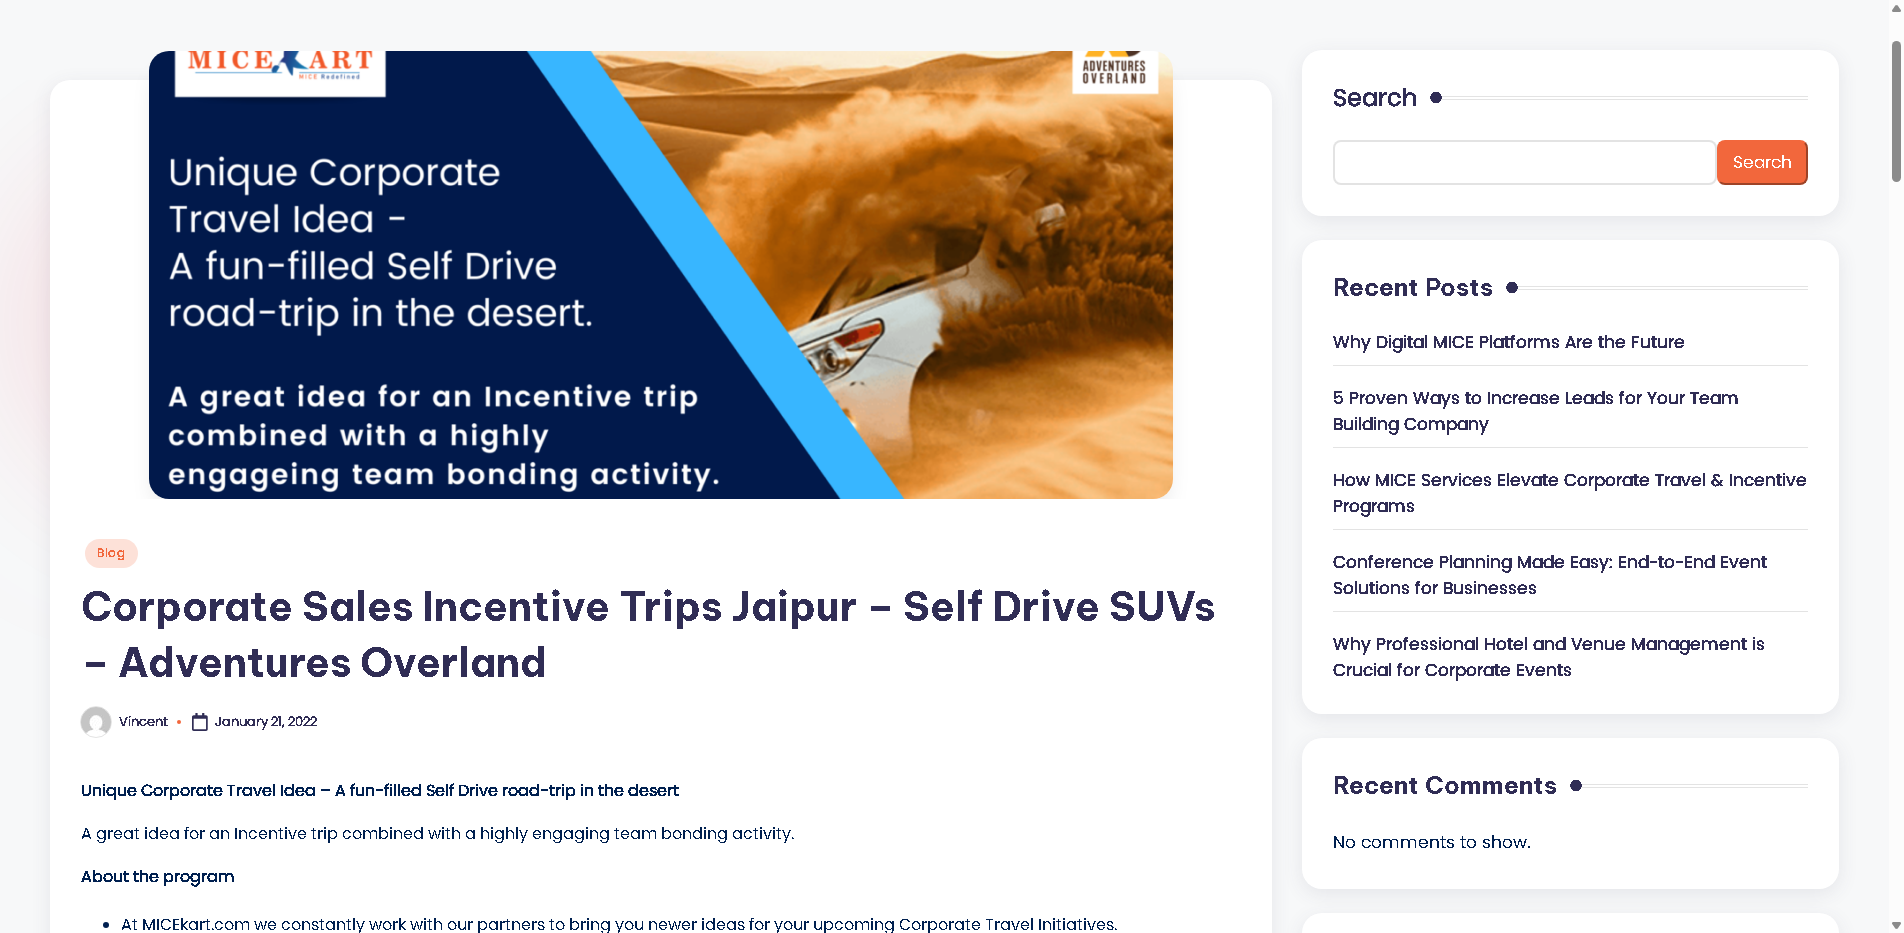 MICEKART
MICE Redefined
ADVENTURES
OVERLAND
Unique Corporate
Travel Idea -
A fun-filled Self Drive
road-trip in the desert.
A great idea for an Incentive trip
combined with a highly
engageing team bonding activity.
Blog
Corporate Sales Incentive Trips Jaipur – Self Drive SUVs
– Adventures Overland
Vincent • January 21, 2022
Unique Corporate Travel Idea – A fun-filled Self Drive road-trip in the desert
A great idea for an Incentive trip combined with a highly engaging team bonding activity.
About the program
• At MICEkart.com we constantly work with our partners to bring you newer ideas for your upcoming Corporate Travel Initiatives.
Search
Search
Recent Posts
Why Digital MICE Platforms Are the Future
5 Proven Ways to Increase Leads for Your Team
Building Company
How MICE Services Elevate Corporate Travel & Incentive
Programs
Conference Planning Made Easy: End-to-End Event
Solutions for Businesses
Why Professional Hotel and Venue Management is
Crucial for Corporate Events
Recent Comments
No comments to show.